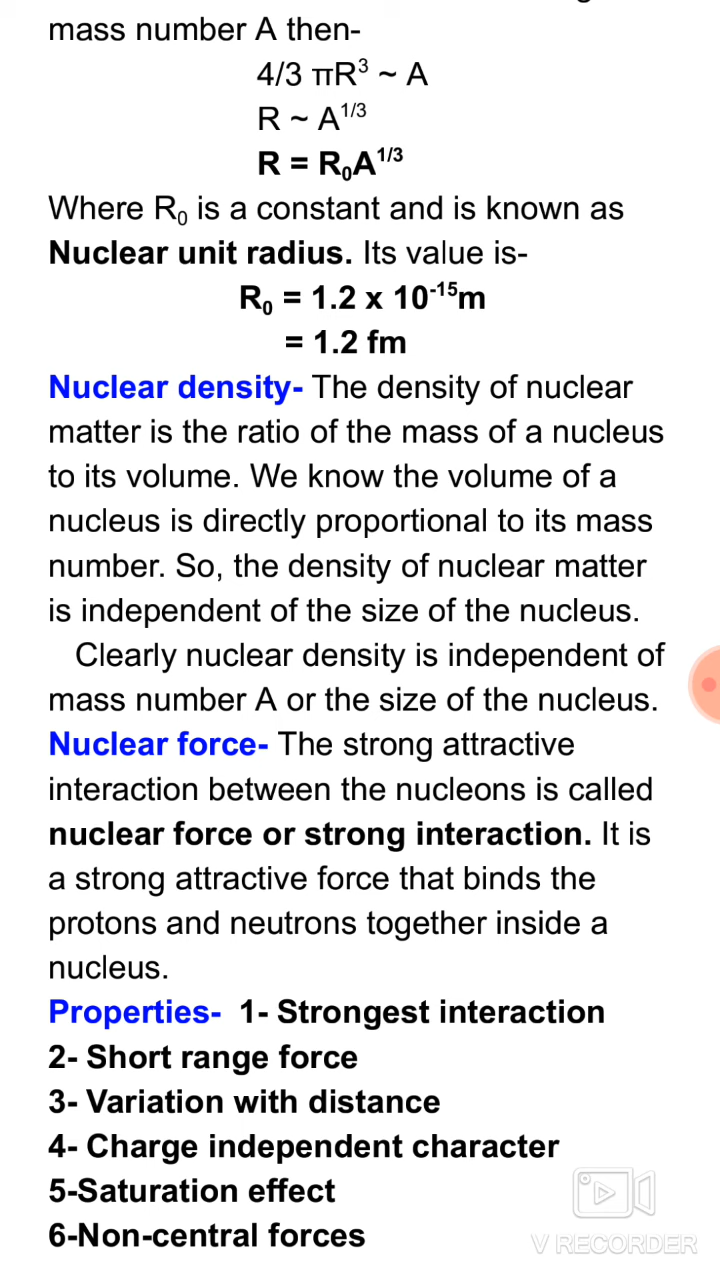 mass number A then-
4/3 πR³ ~ A
R ~ A¹ᐟ³
R = R₀A¹ᐟ³
Where R₀ is a constant and is known as
Nuclear unit radius. Its value is-
R₀ = 1.2 x 10⁻¹⁵m
= 1.2 fm
Nuclear density- The density of nuclear
matter is the ratio of the mass of a nucleus
to its volume. We know the volume of a
nucleus is directly proportional to its mass
number. So, the density of nuclear matter
is independent of the size of the nucleus.
Clearly nuclear density is independent of
mass number A or the size of the nucleus.
Nuclear force- The strong attractive
interaction between the nucleons is called
nuclear force or strong interaction. It is
a strong attractive force that binds the
protons and neutrons together inside a
nucleus.
Properties- 1- Strongest interaction
2- Short range force
3- Variation with distance
4- Charge independent character
5-Saturation effect
6-Non-central forces
V RECORDER